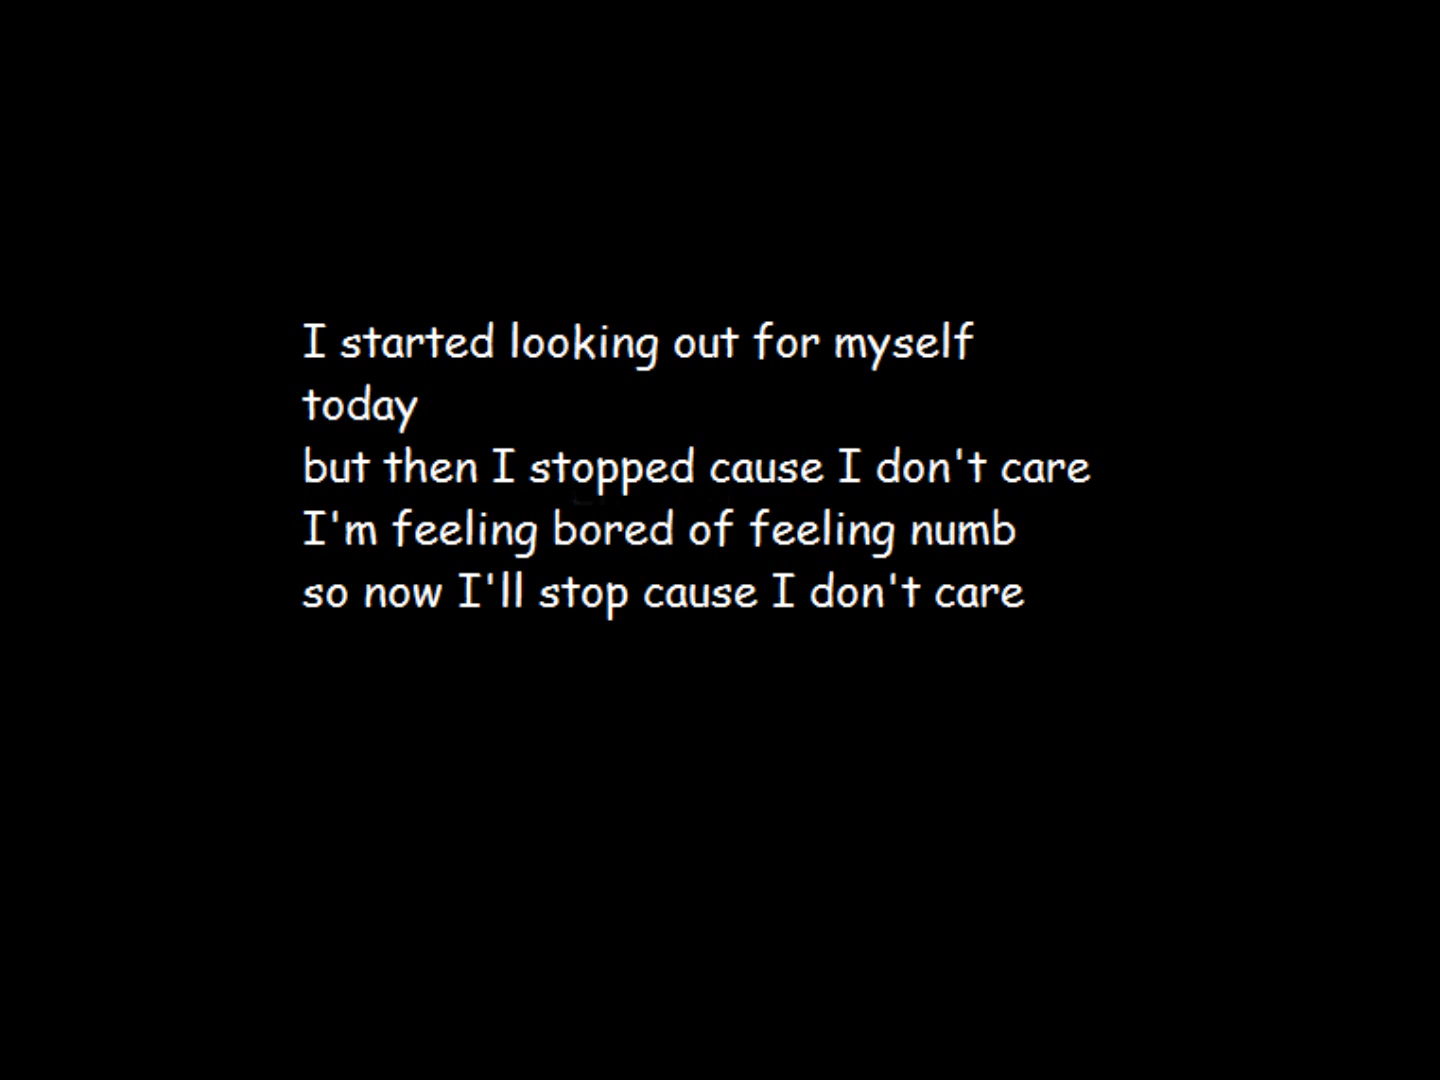 I started looking out for myself
today
but then I stopped cause I don't care
I'm feeling bored of feeling numb
so now I'll stop cause I don't care